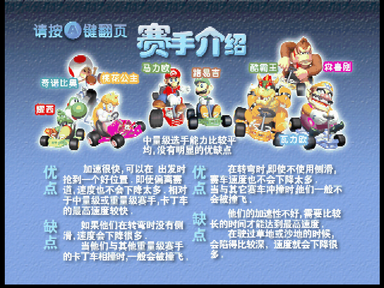 请按A键翻页
赛手介绍
奇诺比奥
桃花公主
马力欧
路易吉
酷霸王
森喜刚
耀西
瓦力欧
中量级选手能力比较平
均,没有明显的优缺点
优点
加速很快,可以在 出发时
抢到一个好位置。即使偏离赛
道,速度也不会下降太多。相对
于中量级或重量级赛手,卡丁车
的最高速度较快.
缺点
如果他们在转弯时没有侧
滑,速度会下降很多.
当他们与其他重量级赛手
的卡丁车相撞时,一般会被撞飞.
优点
在转弯时,即使不使用侧滑,
赛车速度也不会下降太多.
当与其它赛车冲撞时,他们一般不
会被撞飞.
缺点
他们的加速性不好,需要比较
长的时间才能达到最高速度.
在驶过草地或沙地的时候,
会陷得比较深, 速度就会下降很
多.